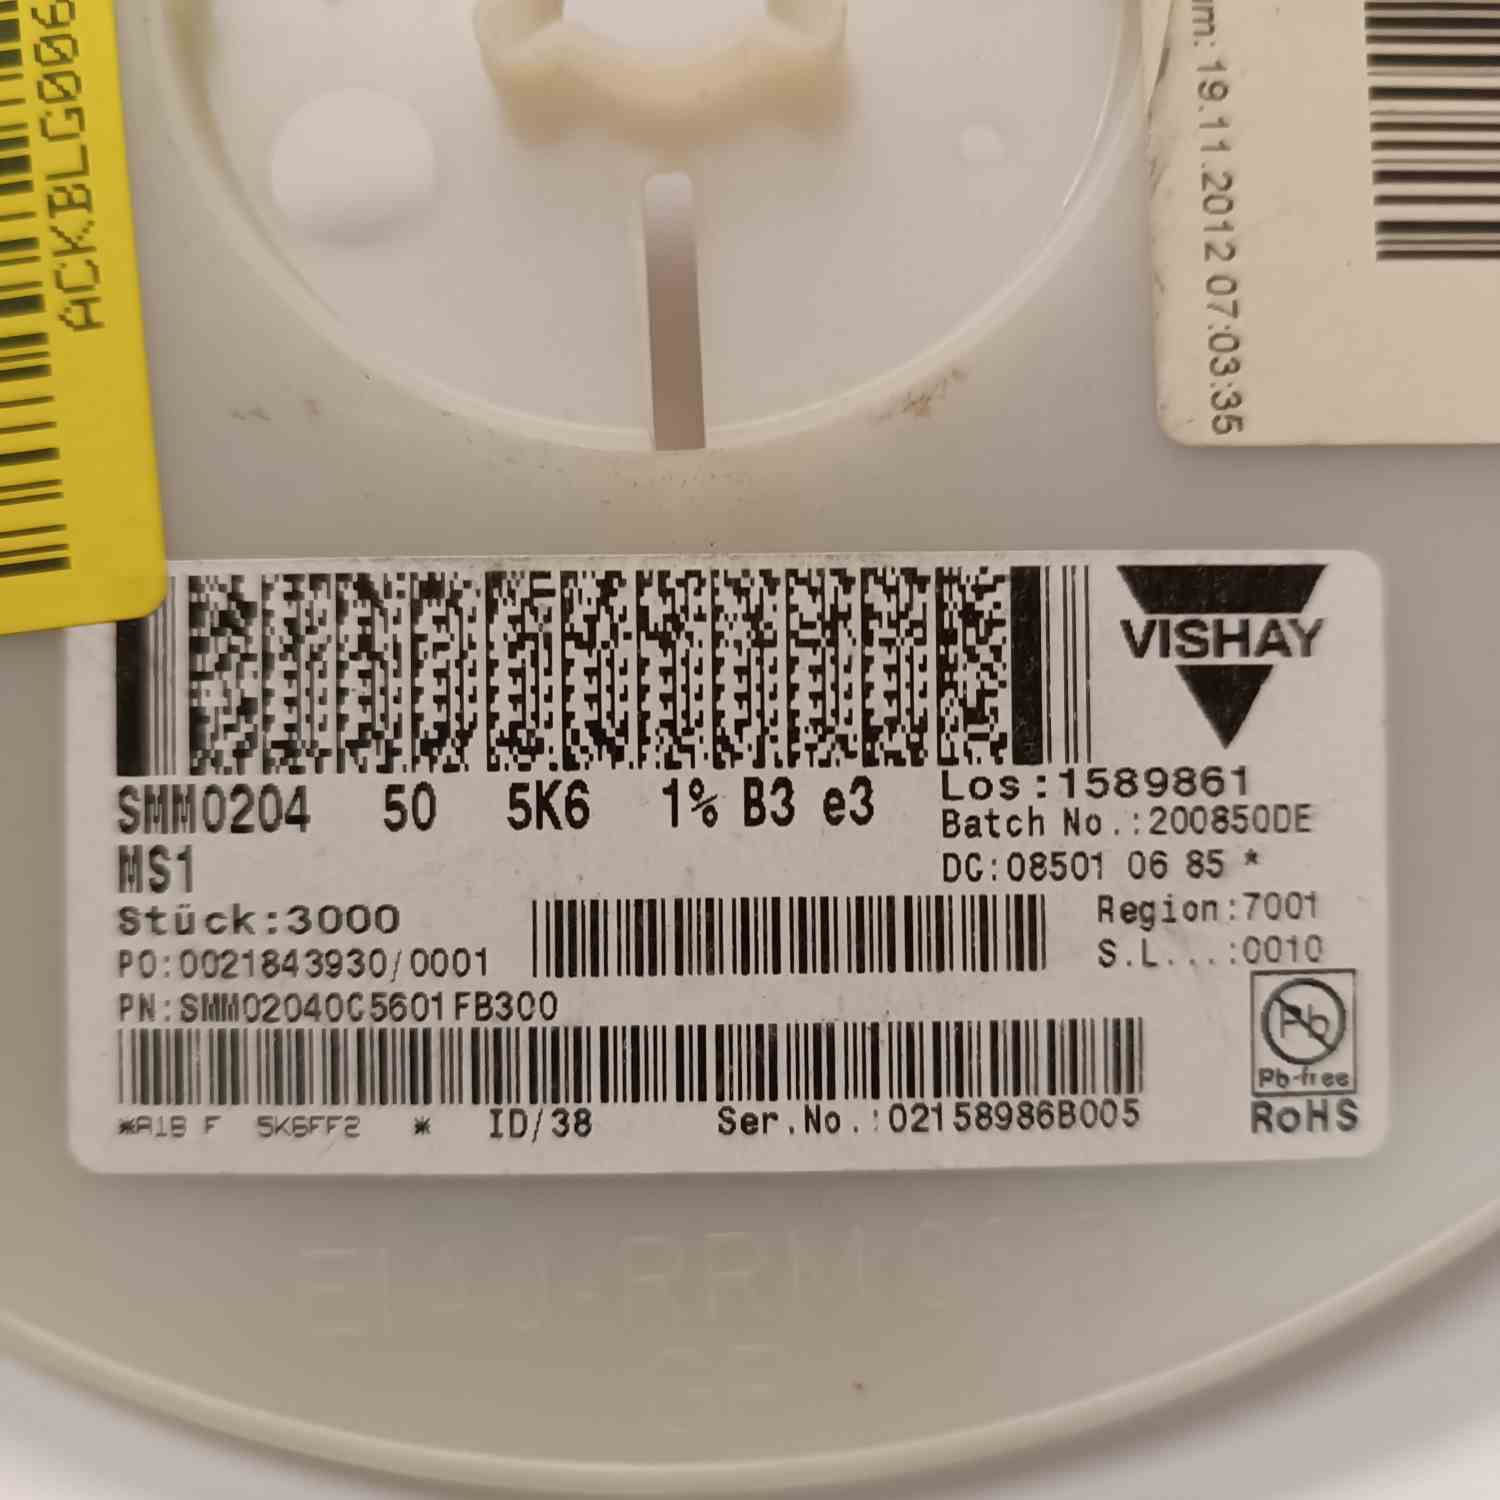 ACKBLG006
um: 19.11.2012 07:03:35
VISHAY
SMM0204 50 5K6 1% B3 e3
MS1
Los:1589861
Batch No.:200850DE
DC:08501 06 85 *
Stück:3000
Region:7001
PO:0021843930/0001
S.L...:0010
PN:SMM02040C5601FB300
Pb
Pb-free
RoHS
*A18 F 5K6FF2 * ID/38 Ser.No.:02158986B005